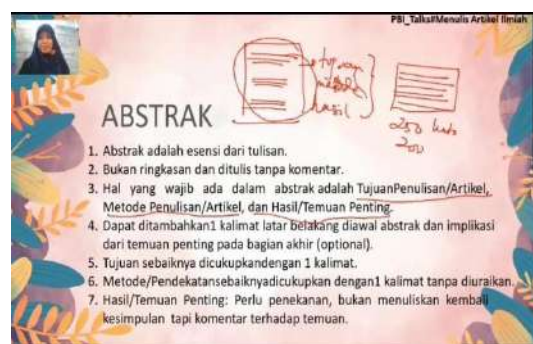 PBI_Talks#Menulis Artikel Ilmiah
tujuan
metode
hasil
250 kata
200
ABSTRAK
1. Abstrak adalah esensi dari tulisan.
2. Bukan ringkasan dan ditulis tanpa komentar.
3. Hal yang wajib ada dalam abstrak adalah TujuanPenulisan/Artikel,
Metode Penulisan/Artikel, dan Hasil/Temuan Penting.
4. Dapat ditambahkan1 kalimat latar belakang diawal abstrak dan implikasi
dari temuan penting pada bagian akhir (optional).
5. Tujuan sebaiknya dicukupkandengan 1 kalimat.
6. Metode/Pendekatansebaiknyadicukupkan dengan1 kalimat tanpa diuraikan.
7. Hasil/Temuan Penting: Perlu penekanan, bukan menuliskan kembali
kesimpulan tapi komentar terhadap temuan.